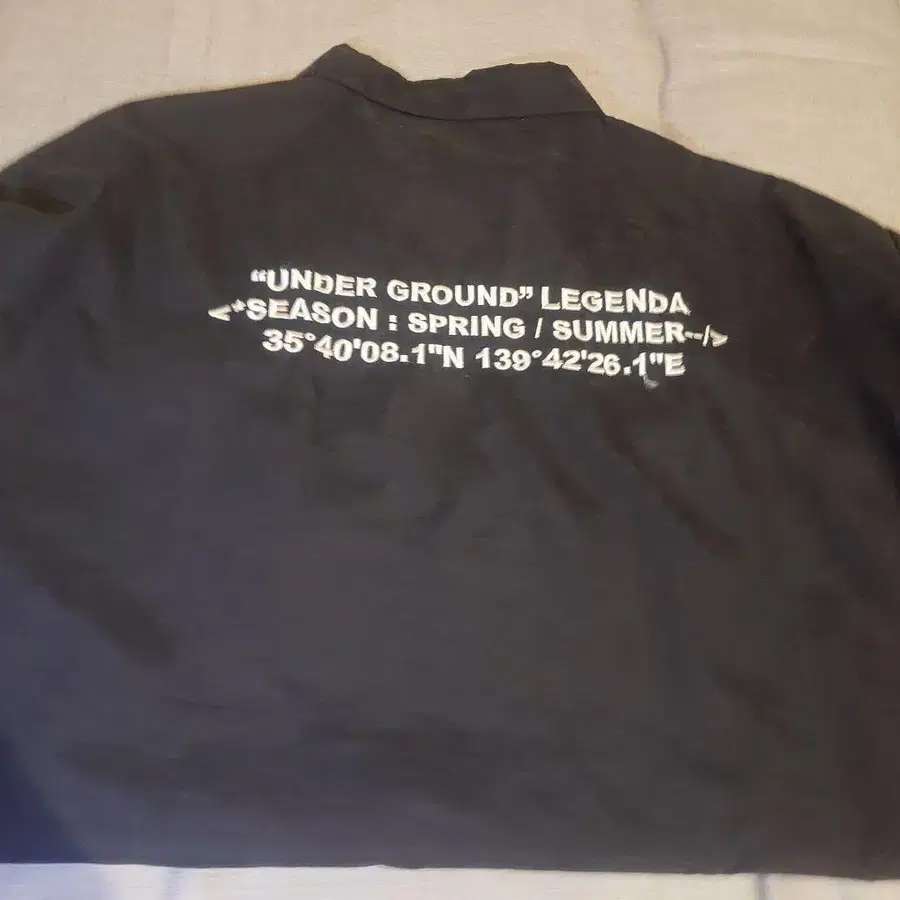 “UNDER GROUND” LEGENDA
<*SEASON : SPRING / SUMMER--/>
35°40'08.1"N 139°42'26.1"E